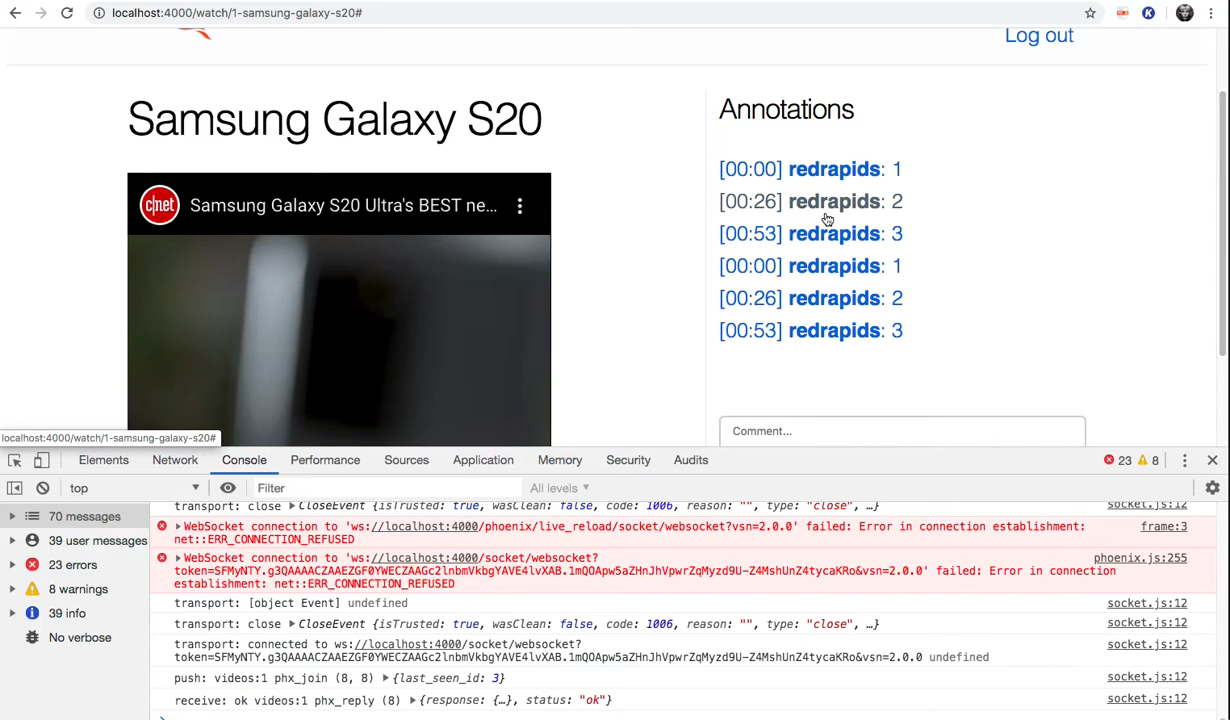 localhost:4000/watch/1-samsung-galaxy-s20#
Log out
Samsung Galaxy S20
c|net
Samsung Galaxy S20 Ultra's BEST ne...
Annotations
[00:00] redrapids: 1
[00:26] redrapids: 2
[00:53] redrapids: 3
[00:00] redrapids: 1
[00:26] redrapids: 2
[00:53] redrapids: 3
Comment...
localhost:4000/watch/1-samsung-galaxy-s20#
Elements Network Console Performance Sources Application Memory Security Audits 23 8
top Filter All levels ▼
70 messages
39 user messages
23 errors
8 warnings
39 info
No verbose
transport: close ▶CloseEvent {isTrusted: true, wasClean: false, code: 1006, reason: "", type: "close", …} socket.js:12
▶WebSocket connection to 'ws://localhost:4000/phoenix/live_reload/socket/websocket?vsn=2.0.0' failed: Error in connection establishment: frame:3
net::ERR_CONNECTION_REFUSED
▶WebSocket connection to 'ws://localhost:4000/socket/websocket? phoenix.js:255
token=SFMyNTY.g3QAAAACZAAEZGF0YWECZAAGc2lnbmVkbgYAVE4lvXAB.1mQOApw5aZHnJhVpwrZqMyzd9U-Z4MshUnZ4tycaKRo&vsn=2.0.0' failed: Error in connection
establishment: net::ERR_CONNECTION_REFUSED
transport: [object Event] undefined socket.js:12
transport: close ▶CloseEvent {isTrusted: true, wasClean: false, code: 1006, reason: "", type: "close", …} socket.js:12
transport: connected to ws://localhost:4000/socket/websocket? socket.js:12
token=SFMyNTY.g3QAAAACZAAEZGF0YWECZAAGc2lnbmVkbgYAVE4lvXAB.1mQOApw5aZHnJhVpwrZqMyzd9U-Z4MshUnZ4tycaKRo&vsn=2.0.0 undefined
push: videos:1 phx_join (8, 8) ▶{last_seen_id: 3} socket.js:12
receive: ok videos:1 phx_reply (8) ▶{response: {…}, status: "ok"} socket.js:12